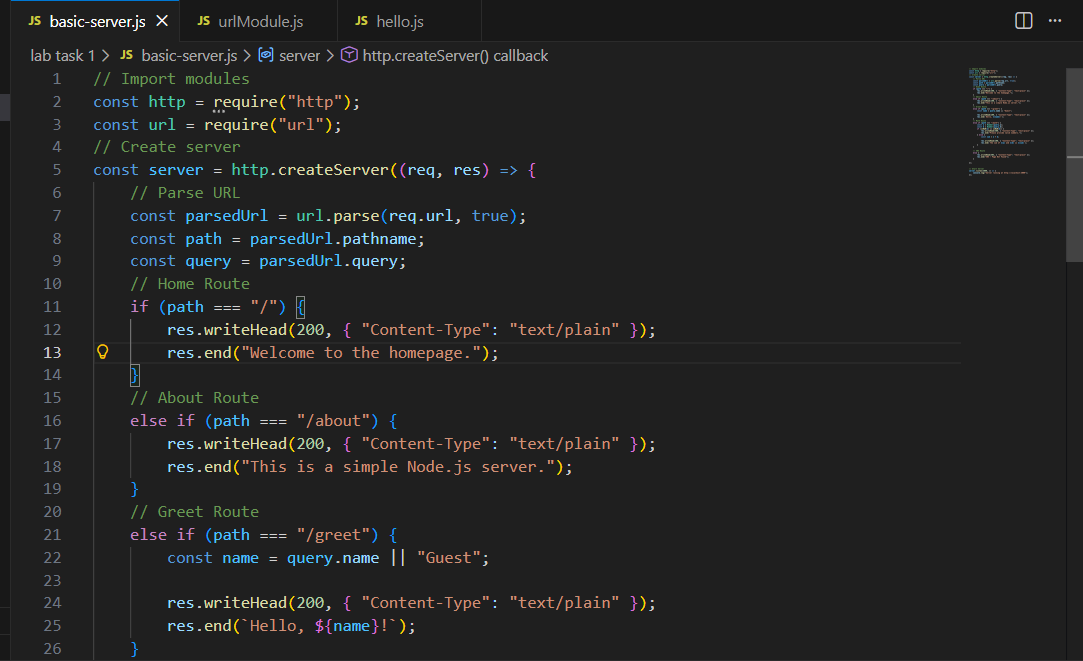 JS basic-server.js
JS urlModule.js
JS hello.js
lab task 1 > JS basic-server.js > server > http.createServer() callback
1 // Import modules
2 const http = require("http");
3 const url = require("url");
4 // Create server
5 const server = http.createServer((req, res) => {
6 // Parse URL
7 const parsedUrl = url.parse(req.url, true);
8 const path = parsedUrl.pathname;
9 const query = parsedUrl.query;
10 // Home Route
11 if (path === "/") {
12 res.writeHead(200, { "Content-Type": "text/plain" });
13 res.end("Welcome to the homepage.");
14 }
15 // About Route
16 else if (path === "/about") {
17 res.writeHead(200, { "Content-Type": "text/plain" });
18 res.end("This is a simple Node.js server.");
19 }
20 // Greet Route
21 else if (path === "/greet") {
22 const name = query.name || "Guest";
23
24 res.writeHead(200, { "Content-Type": "text/plain" });
25 res.end(`Hello, ${name}!`);
26 }